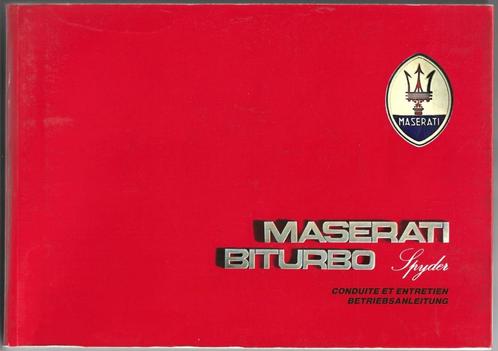 MASERATI
MASERATI
BITURBO Spyder
CONDUITE ET ENTRETIEN
BETRIEBSANLEITUNG